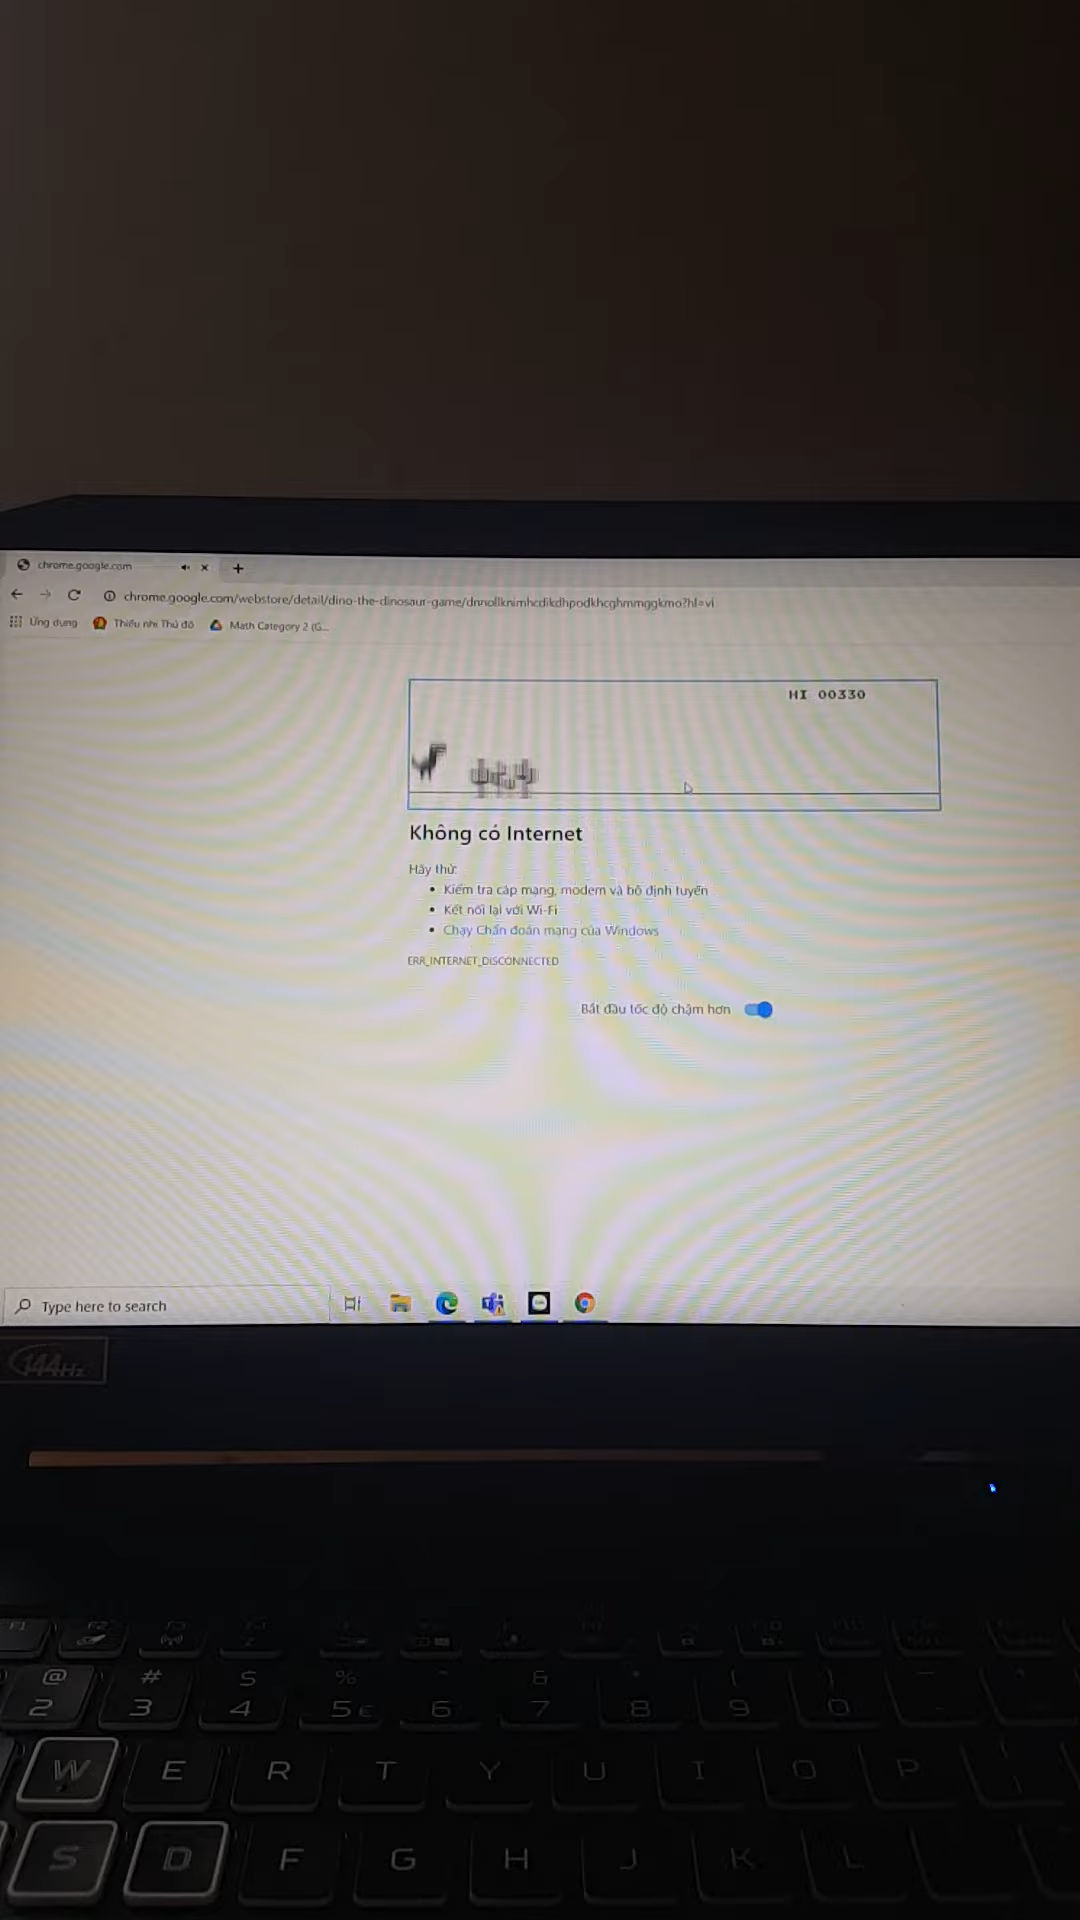 chrome.google.com
chrome.google.com/webstore/detail/dino-the-dinosaur-game/dnnollknimhcdikdhpodkhcghmmggkmo?hl=vi
Ứng dụng Thiếu nhi Thủ đô Math Category 2 (G...
HI 00330
Không có Internet
Hãy thử:
Kiểm tra cáp mạng, modem và bộ định tuyến
Kết nối lại với Wi-Fi
Chạy Chẩn đoán mạng của Windows
ERR_INTERNET_DISCONNECTED
Bắt đầu tốc độ chậm hơn
Type here to search
144Hz
F1 F2
@ # $ % & * ( )
2 3 4 5 € 6 7 8 9 0
W E R T Y U I O P
S D F G H J K L